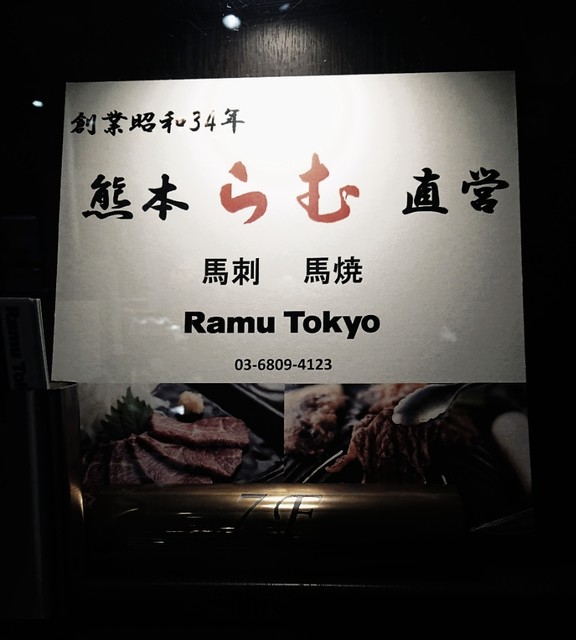 創業昭和34年
熊本 らむ 直営
馬刺 馬焼
Ramu Tokyo
03-6809-4123
7F